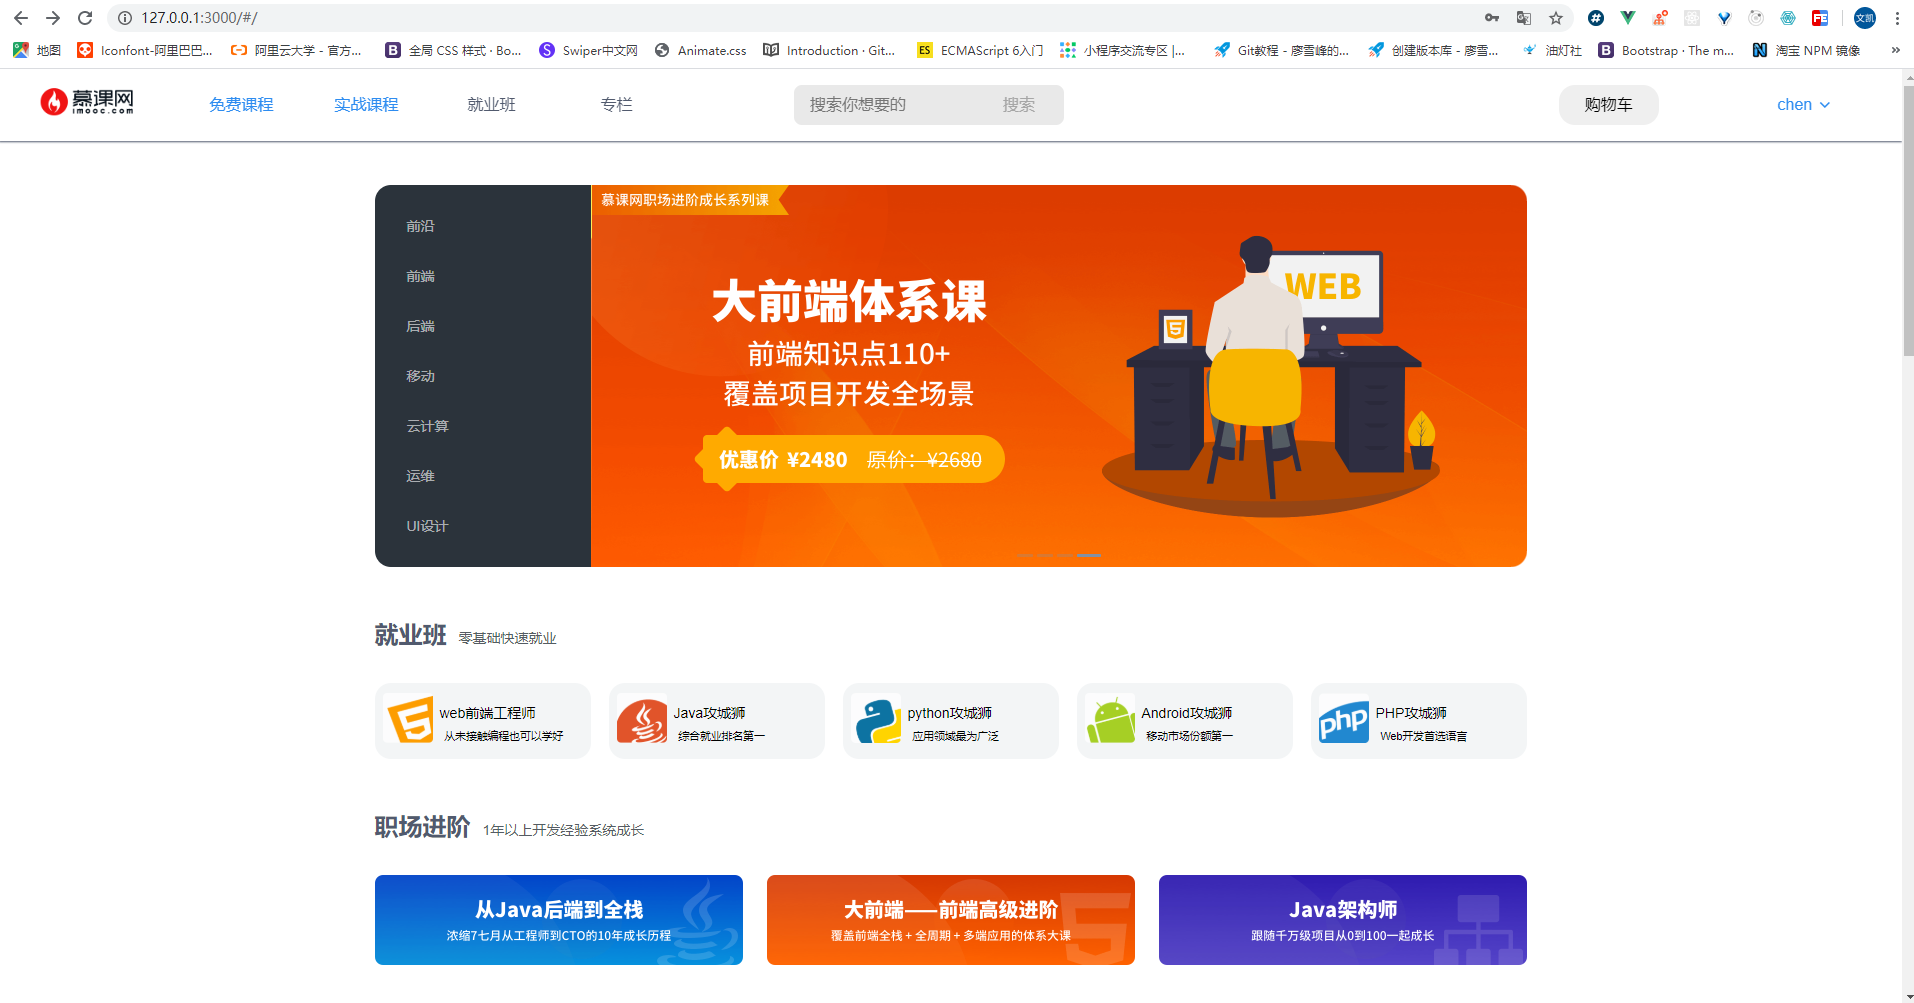 127.0.0.1:3000/#/
文凯
地图
Iconfont-阿里巴巴...
阿里云大学 - 官方...
B
全局 CSS 样式 · Bo...
S
Swiper中文网
Animate.css
Introduction · Git...
ES
ECMAScript 6入门
小程序交流专区 |...
Git教程 - 廖雪峰的...
创建版本库 - 廖雪...
油灯社
B
Bootstrap · The m...
N
淘宝 NPM 镜像
»
慕课网
imooc.com
免费课程
实战课程
就业班
专栏
搜索你想要的
搜索
购物车
chen
前沿
前端
后端
移动
云计算
运维
UI设计
慕课网职场进阶成长系列课
大前端体系课
前端知识点110+
覆盖项目开发全场景
优惠价 ¥2480 原价：¥2680
WEB
5
就业班 零基础快速就业
5
web前端工程师
从未接触编程也可以学好
Java攻城狮
综合就业排名第一
python攻城狮
应用领域最为广泛
Android攻城狮
移动市场份额第一
php
PHP攻城狮
Web开发首选语言
职场进阶 1年以上开发经验系统成长
从Java后端到全栈
浓缩7七月从工程师到CTO的10年成长历程
大前端——前端高级进阶
覆盖前端全栈 + 全周期 + 多端应用的体系大课
Java架构师
跟随千万级项目从0到100一起成长